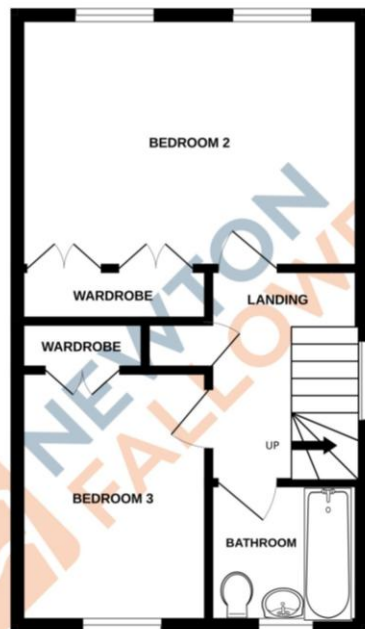 BEDROOM 2
WARDROBE
LANDING
WARDROBE
UP
BEDROOM 3
BATHROOM
NEWTON
FALLOWE